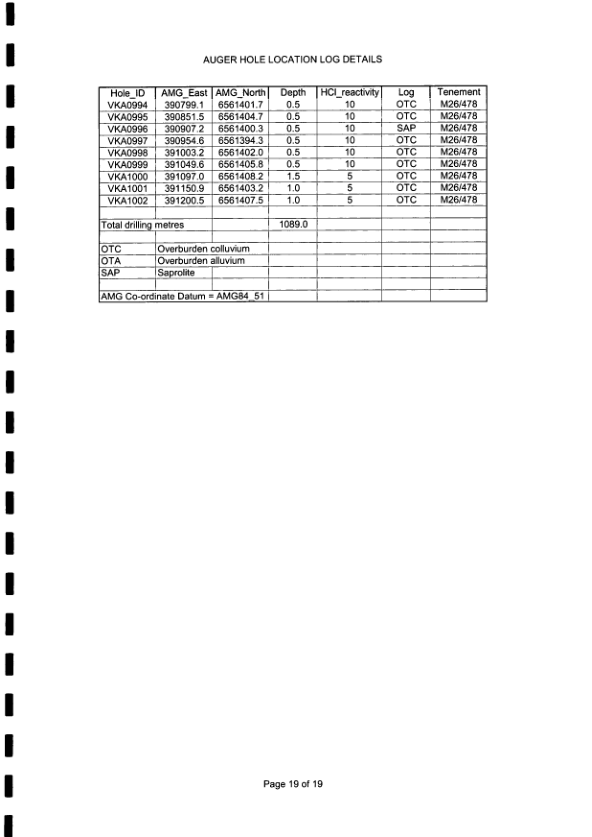 AUGER HOLE LOCATION LOG DETAILS
Hole_ID AMG_East AMG_North Depth HCl_reactivity Log Tenement
VKA0994 390799.1 6561401.7 0.5 10 OTC M26/478
VKA0995 390851.5 6561404.7 0.5 10 OTC M26/478
VKA0996 390907.2 6561400.3 0.5 10 SAP M26/478
VKA0997 390954.6 6561394.3 0.5 10 OTC M26/478
VKA0998 391003.2 6561402.0 0.5 10 OTC M26/478
VKA0999 391049.6 6561405.8 0.5 10 OTC M26/478
VKA1000 391097.0 6561408.2 1.5 5 OTC M26/478
VKA1001 391150.9 6561403.2 1.0 5 OTC M26/478
VKA1002 391200.5 6561407.5 1.0 5 OTC M26/478
Total drilling metres 1089.0
OTC Overburden colluvium
OTA Overburden alluvium
SAP Saprolite
AMG Co-ordinate Datum = AMG84_51
Page 19 of 19